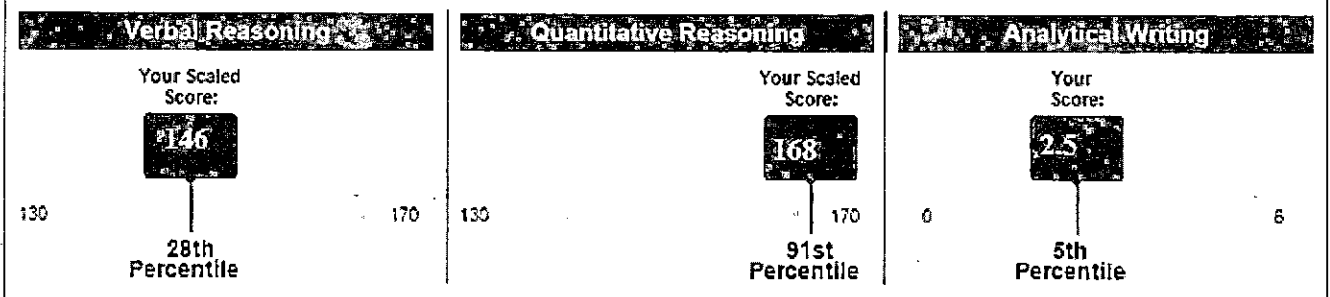 Verbal Reasoning
Your Scaled
Score:
146
130
170
28th
Percentile
Quantitative Reasoning
Your Scaled
Score:
168
130
170
91st
Percentile
Analytical Writing
Your
Score:
2.5
0
6
5th
Percentile